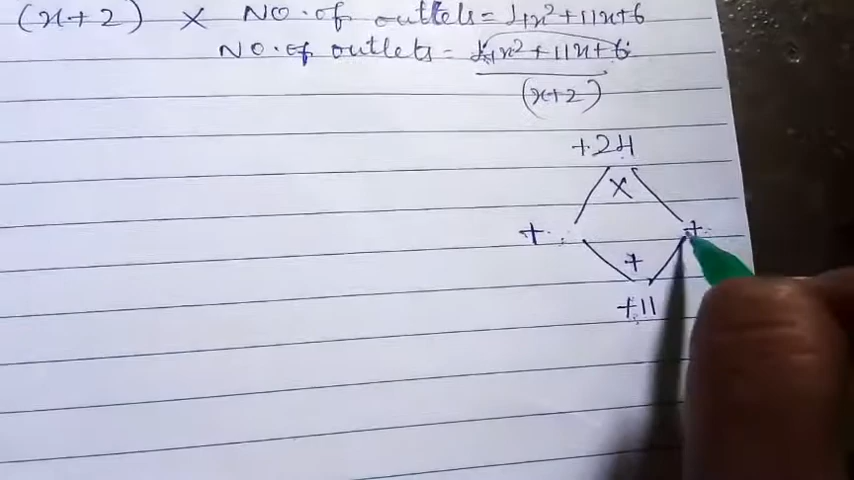 (x+2) × NO.of outlets = 4x²+11x+6
NO.of outlets = 4x²+11x+6
(x+2)
+24
×
+ +
+
+11